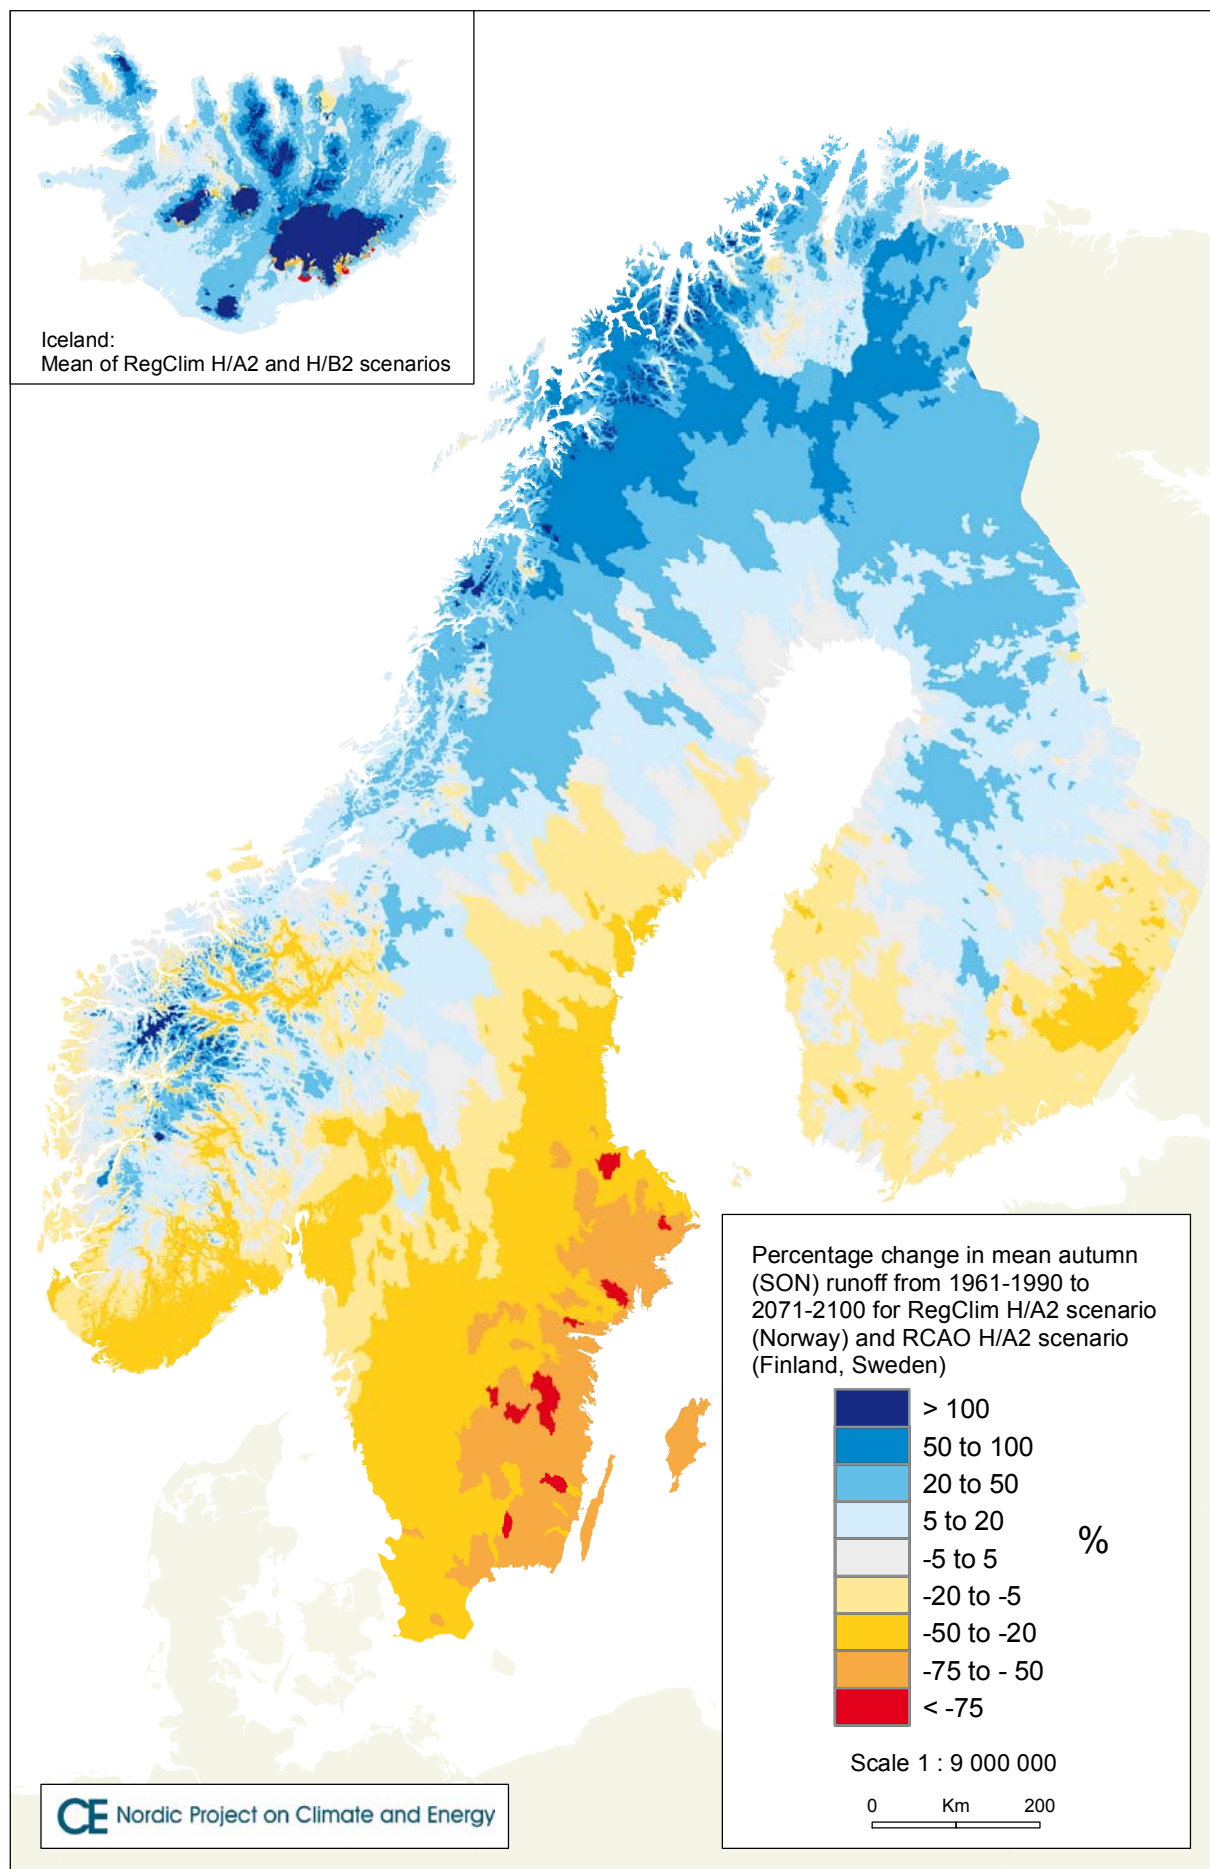 Iceland:
Mean of RegClim H/A2 and H/B2 scenarios
Percentage change in mean autumn
(SON) runoff from 1961-1990 to
2071-2100 for RegClim H/A2 scenario
(Norway) and RCAO H/A2 scenario
(Finland, Sweden)
> 100
50 to 100
20 to 50
5 to 20
-5 to 5
%
-20 to -5
-50 to -20
-75 to - 50
< -75
Scale 1 : 9 000 000
0 Km 200
CE Nordic Project on Climate and Energy